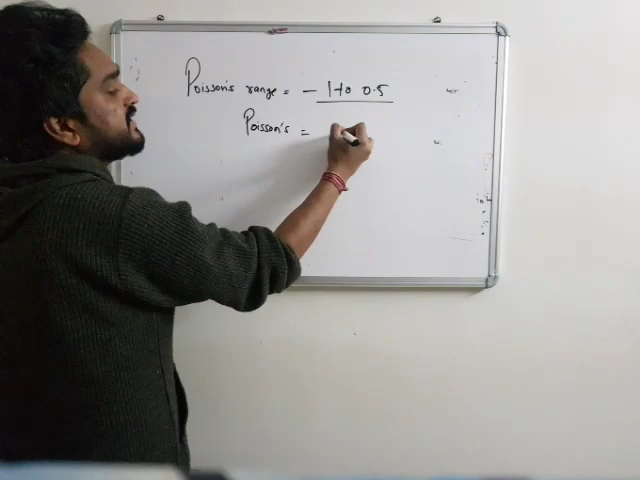 Poisson's range = - 1 to 0.5
Poisson's =